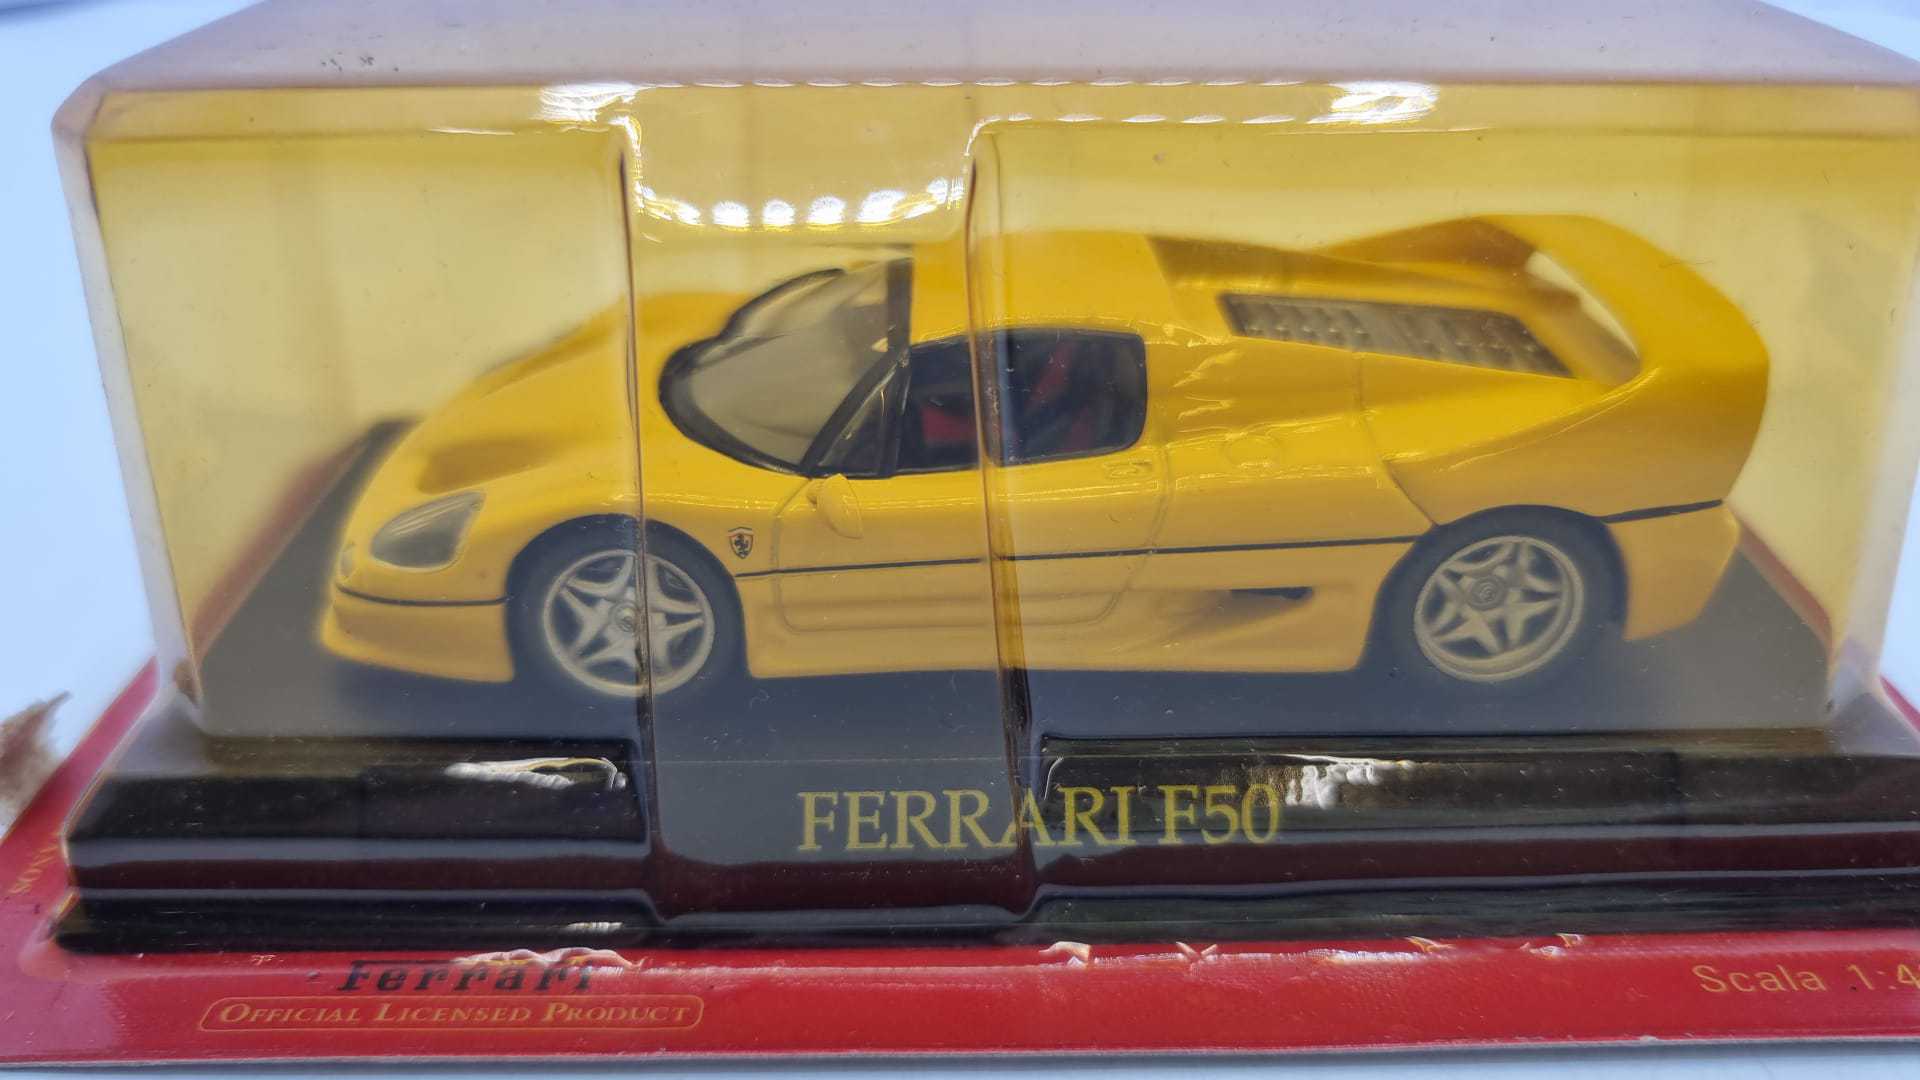 FERRARI F50
Ferrari
OFFICIAL LICENSED PRODUCT
Scala 1:4